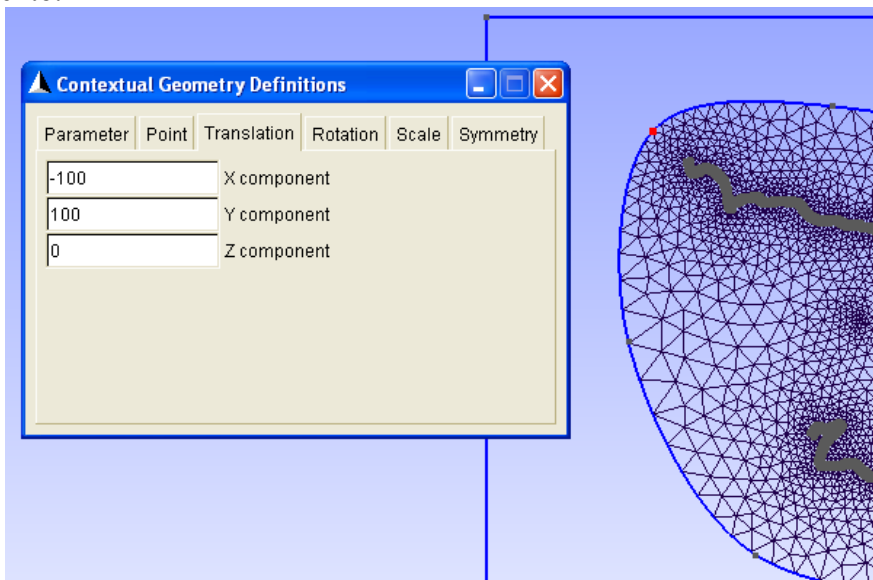 Contextual Geometry Definitions
Parameter Point Translation Rotation Scale Symmetry
-100 X component
100 Y component
0 Z component